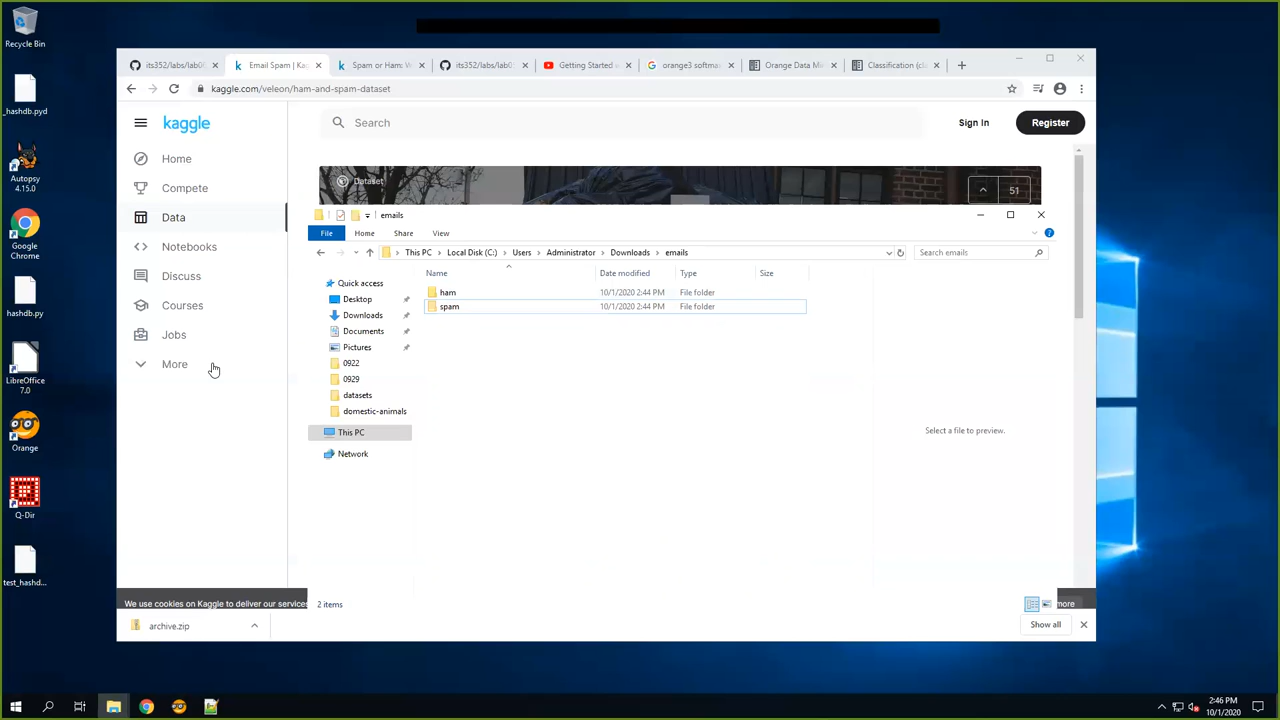 Recycle Bin
_hashdb.pyd
Autopsy
4.15.0
Google
Chrome
hashdb.py
LibreOffice
7.0
Orange
Q-Dir
test_hashd...
its352/labs/lab0
Email Spam | Kag
Spam or Ham: W
its352/labs/lab0
Getting Started w
orange3 softwa
Orange Data Mi
Classification (cla
kaggle.com/veleon/ham-and-spam-dataset
kaggle
Search
Sign In
Register
Home
Compete
Data
Notebooks
Discuss
Courses
Jobs
More
Dataset
51
emails
File
Home
Share
View
This PC
Local Disk (C:)
Users
Administrator
Downloads
emails
Search emails
Quick access
Desktop
Downloads
Documents
Pictures
0922
0929
datasets
domestic-animals
This PC
Network
Name Date modified Type Size
ham 10/1/2020 2:44 PM File folder
spam 10/1/2020 2:44 PM File folder
Select a file to preview.
2 items
We use cookies on Kaggle to deliver our services
more
archive.zip
Show all
2:46 PM
10/1/2020